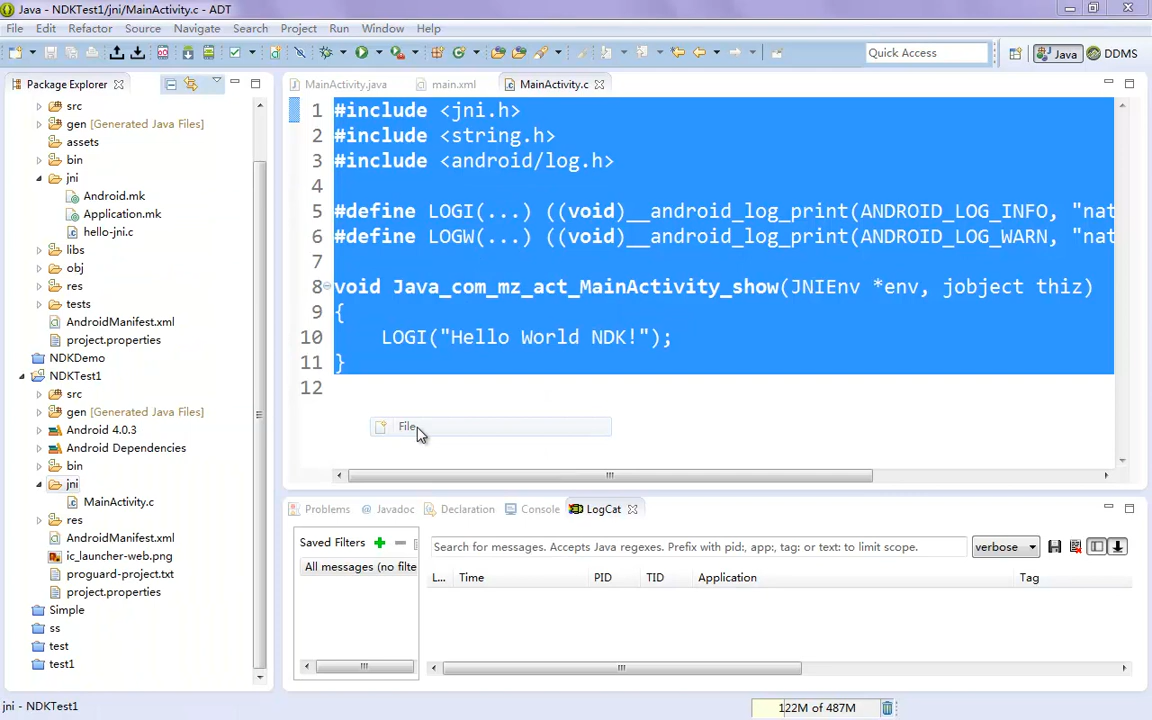 Java - NDKTest1/jni/MainActivity.c - ADT
File Edit Refactor Source Navigate Search Project Run Window Help
Quick Access
Java
DDMS
Package Explorer
src
gen [Generated Java Files]
assets
bin
jni
Android.mk
Application.mk
hello-jni.c
libs
obj
res
tests
AndroidManifest.xml
project.properties
NDKDemo
NDKTest1
src
gen [Generated Java Files]
Android 4.0.3
Android Dependencies
bin
jni
MainActivity.c
res
AndroidManifest.xml
ic_launcher-web.png
proguard-project.txt
project.properties
Simple
ss
test
test1
MainActivity.java
main.xml
MainActivity.c
1 #include <jni.h>
2 #include <string.h>
3 #include <android/log.h>
4
5 #define LOGI(...) ((void)__android_log_print(ANDROID_LOG_INFO, "nat
6 #define LOGW(...) ((void)__android_log_print(ANDROID_LOG_WARN, "nat
7
8 void Java_com_mz_act_MainActivity_show(JNIEnv *env, jobject thiz)
9 {
10 LOGI("Hello World NDK!");
11 }
12
File
Problems
Javadoc
Declaration
Console
LogCat
Saved Filters
All messages (no filte
Search for messages. Accepts Java regexes. Prefix with pid:, app:, tag: or text: to limit scope.
verbose
L... Time PID TID Application Tag
jni - NDKTest1
122M of 487M